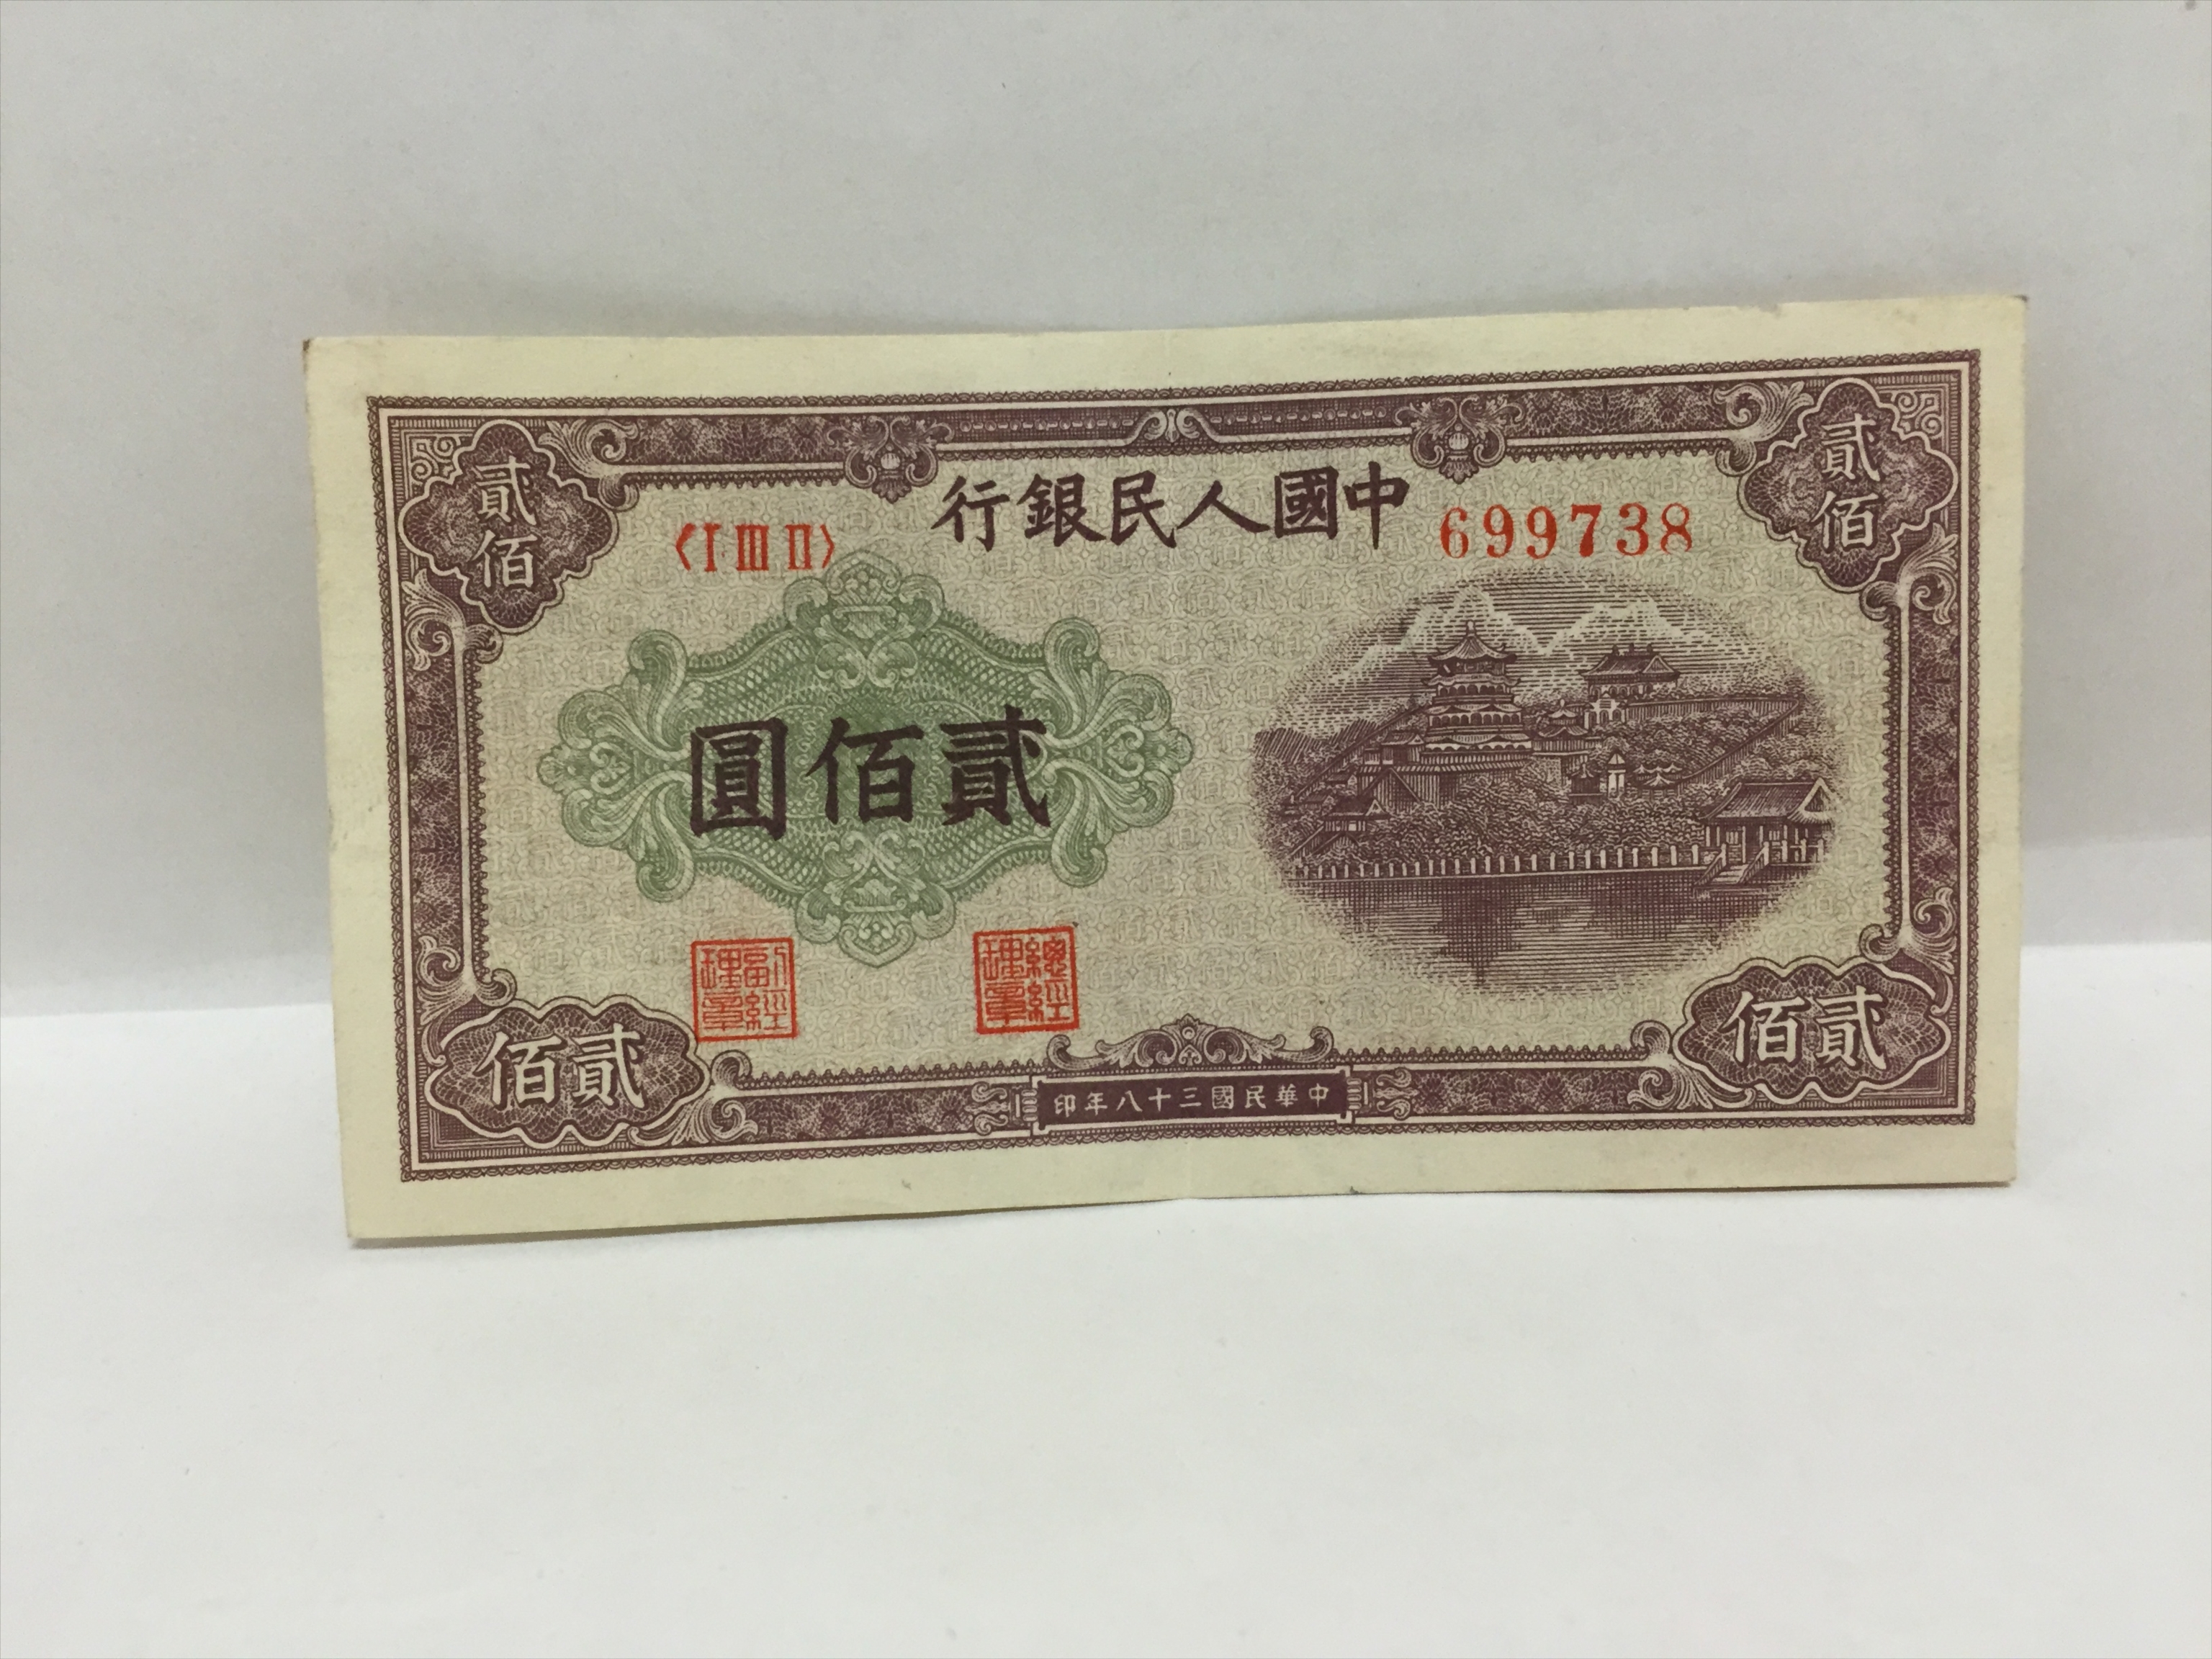 中國人民銀行
貳佰
貳佰
〈I III II〉
699738
貳佰圓
總經理章
副經理章
貳佰
貳佰
中華民國三十八年印